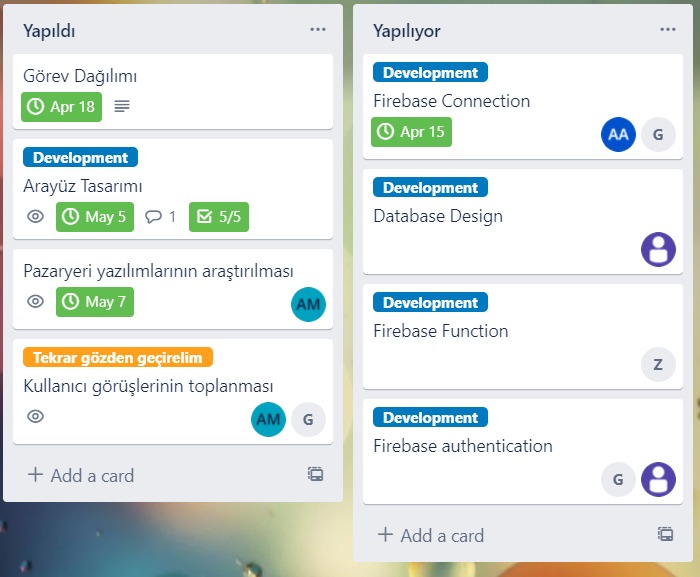 Yapıldı
Görev Dağılımı
Apr 18
Development
Arayüz Tasarımı
May 5 1 5/5
Pazaryeri yazılımlarının araştırılması
May 7 AM
Tekrar gözden geçirelim
Kullanıcı görüşlerinin toplanması
AM G
+ Add a card
Yapılıyor
Development
Firebase Connection
Apr 15 AA G
Development
Database Design
Development
Firebase Function
Z
Development
Firebase authentication
G
+ Add a card